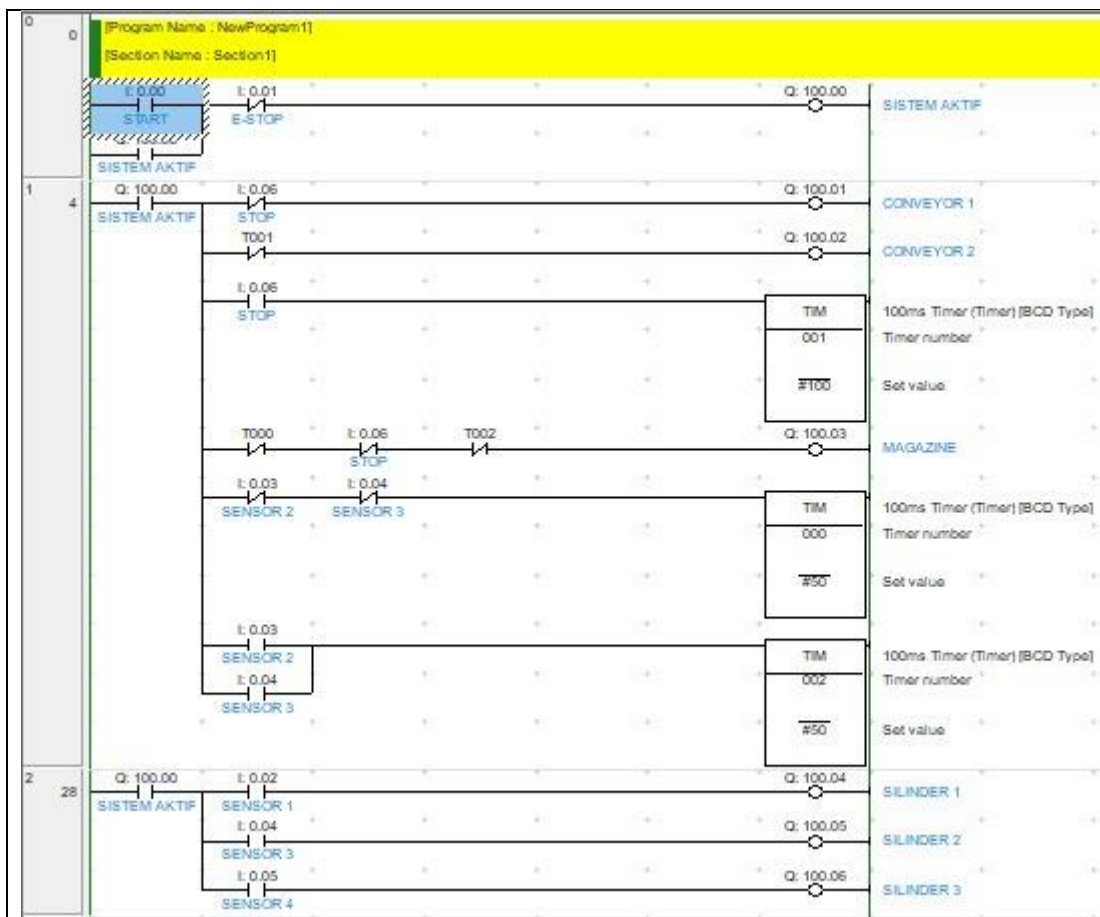 0
0
[Program Name : NewProgram1]
[Section Name : Section1]
I: 0.00
I: 0.01
Q: 100.00
START
E-STOP
SISTEM AKTIF
SISTEM AKTIF
1
4
Q: 100.00
I: 0.06
Q: 100.01
SISTEM AKTIF
STOP
CONVEYOR 1
T001
Q: 100.02
CONVEYOR 2
I: 0.06
STOP
TIM
100ms Timer (Timer) [BCD Type]
001
Timer number
#100
Set value
T000
I: 0.06
T002
Q: 100.03
STOP
MAGAZINE
I: 0.03
I: 0.04
SENSOR 2
SENSOR 3
TIM
100ms Timer (Timer) [BCD Type]
000
Timer number
#50
Set value
I: 0.03
SENSOR 2
TIM
100ms Timer (Timer) [BCD Type]
I: 0.04
002
Timer number
SENSOR 3
#50
Set value
2
28
Q: 100.00
I: 0.02
Q: 100.04
SISTEM AKTIF
SENSOR 1
SILINDER 1
I: 0.04
Q: 100.05
SENSOR 3
SILINDER 2
I: 0.05
Q: 100.06
SENSOR 4
SILINDER 3